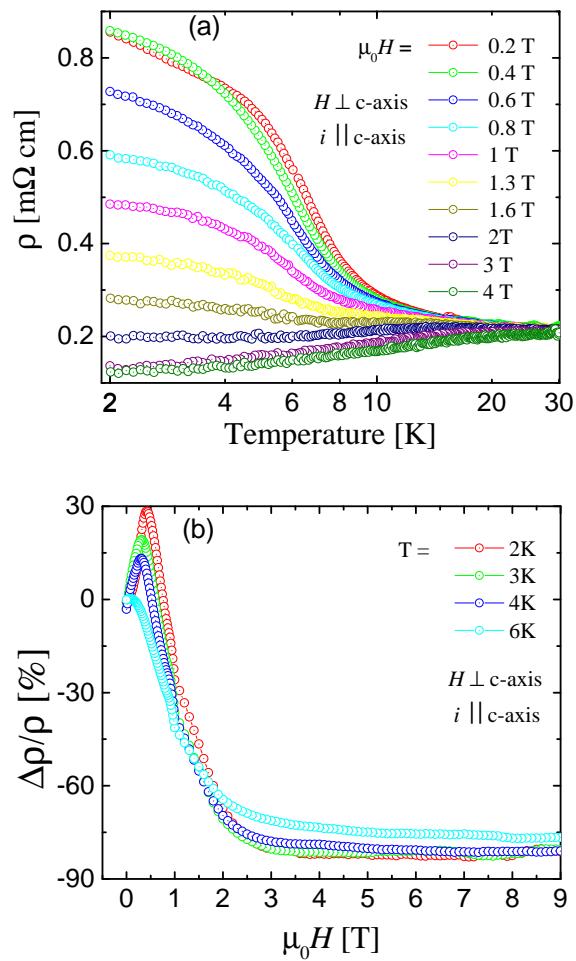 (a)
μ₀H =
0.2 T
0.4 T
0.6 T
0.8 T
1 T
1.3 T
1.6 T
2T
3 T
4 T
H ⊥ c-axis
i || c-axis
ρ [mΩ cm]
0.8
0.6
0.4
0.2
2 4 6 8 10 20 30
Temperature [K]
(b)
T =
2K
3K
4K
6K
H ⊥ c-axis
i || c-axis
Δρ/ρ [%]
30
0
-30
-60
-90
0 1 2 3 4 5 6 7 8 9
μ₀H [T]